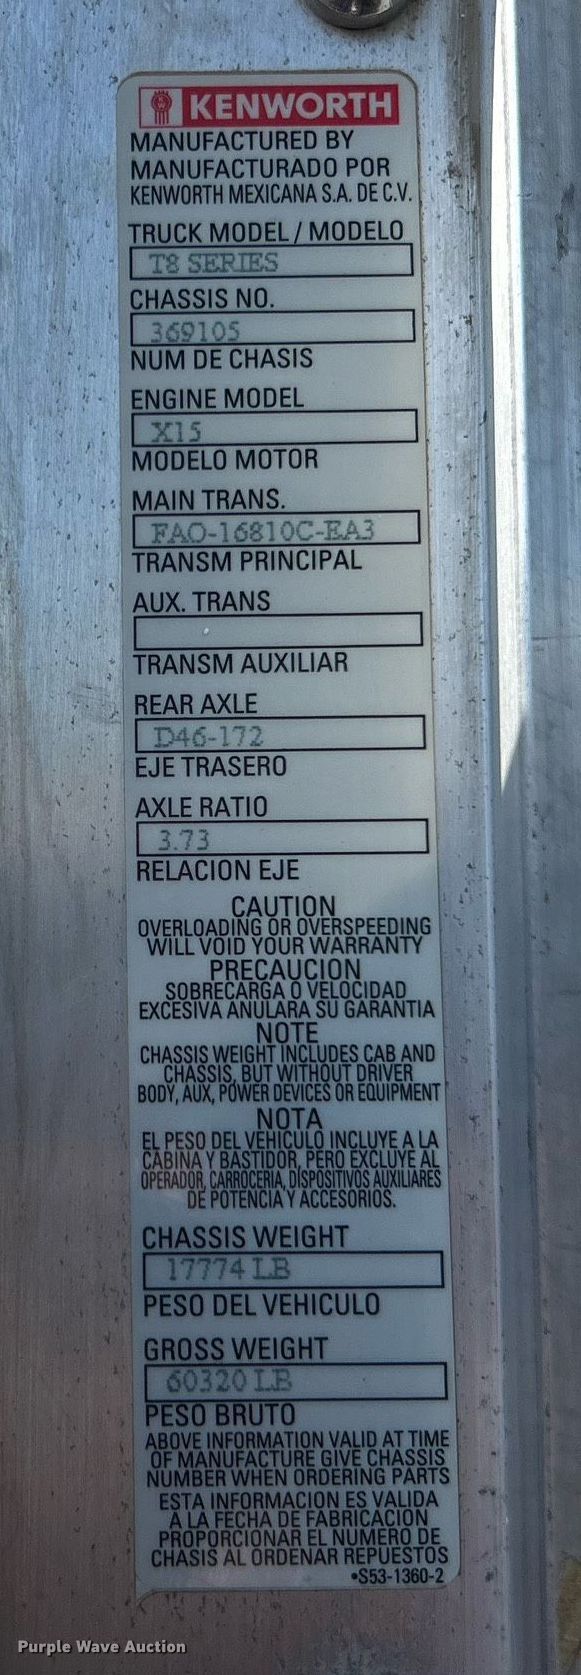 KENWORTH
MANUFACTURED BY
MANUFACTURADO POR
KENWORTH MEXICANA S.A. DE C.V.
TRUCK MODEL / MODELO
T8 SERIES
CHASSIS NO.
369105
NUM DE CHASIS
ENGINE MODEL
X15
MODELO MOTOR
MAIN TRANS.
FAO-16810C-EA3
TRANSM PRINCIPAL
AUX. TRANS
TRANSM AUXILIAR
REAR AXLE
D46-172
EJE TRASERO
AXLE RATIO
3.73
RELACION EJE
CAUTION
OVERLOADING OR OVERSPEEDING
WILL VOID YOUR WARRANTY
PRECAUCION
SOBRECARGA O VELOCIDAD
EXCESIVA ANULARA SU GARANTIA
NOTE
CHASSIS WEIGHT INCLUDES CAB AND
CHASSIS, BUT WITHOUT DRIVER
BODY, AUX, POWER DEVICES OR EQUIPMENT
NOTA
EL PESO DEL VEHICULO INCLUYE A LA
CABINA Y BASTIDOR, PERO EXCLUYE AL
OPERADOR, CARROCERIA, DISPOSITIVOS AUXILIARES
DE POTENCIA Y ACCESORIOS.
CHASSIS WEIGHT
17774 LB
PESO DEL VEHICULO
GROSS WEIGHT
60320 LB
PESO BRUTO
ABOVE INFORMATION VALID AT TIME
OF MANUFACTURE GIVE CHASSIS
NUMBER WHEN ORDERING PARTS
ESTA INFORMACION ES VALIDA
A LA FECHA DE FABRICACION
PROPORCIONAR EL NUMERO DE
CHASIS AL ORDENAR REPUESTOS
•S53-1360-2
Purple Wave Auction